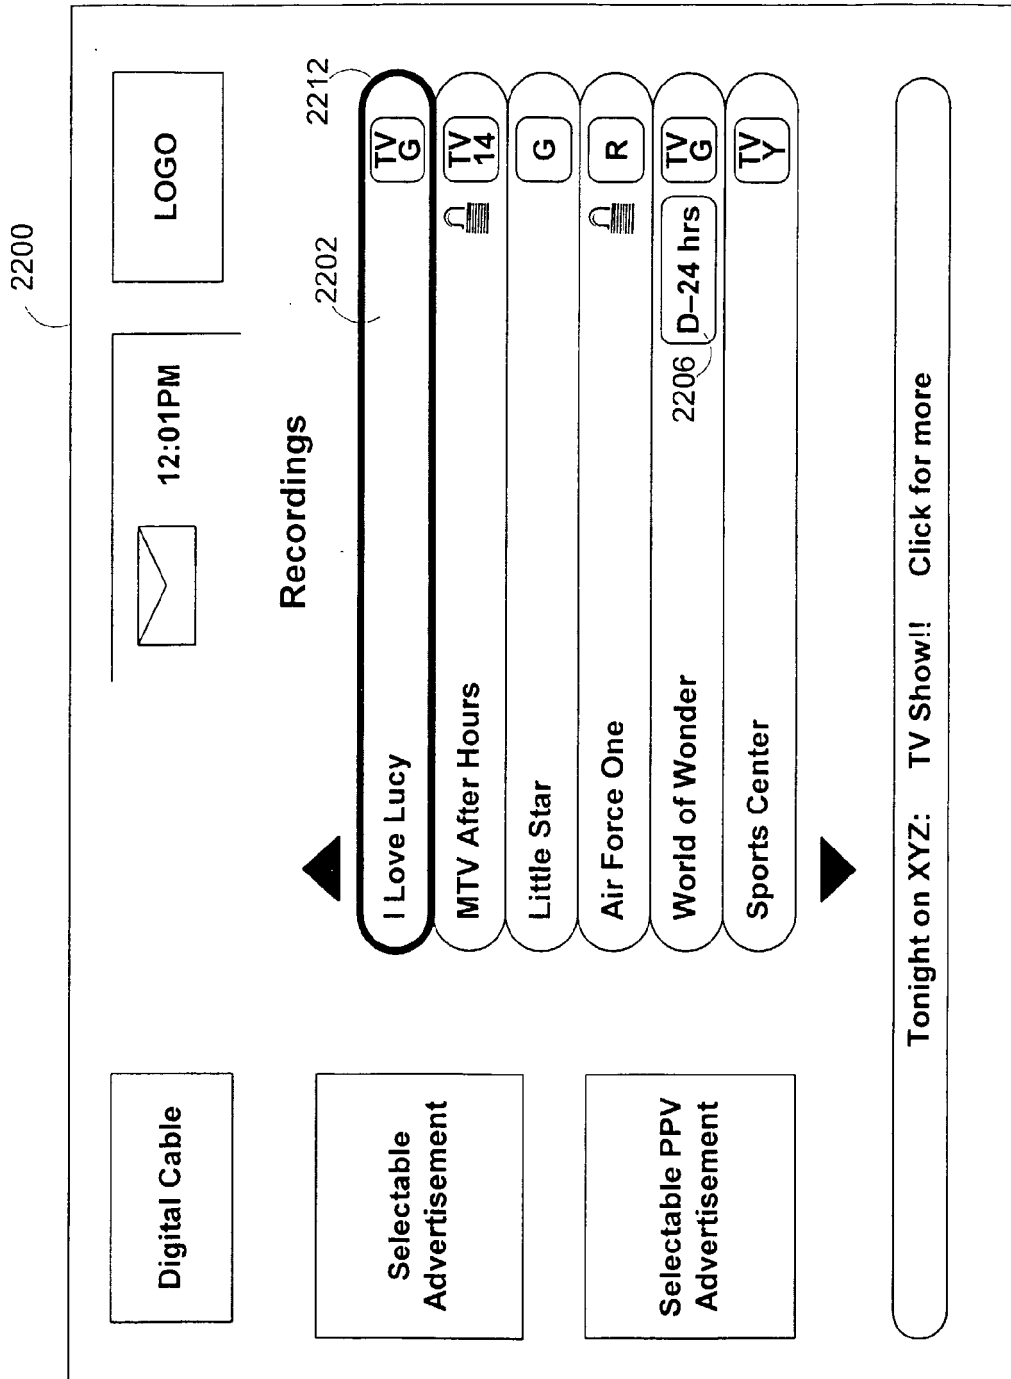 2200
Digital Cable
12:01PM
LOGO
Recordings
2202
2212
Selectable
Advertisement
I Love Lucy TV G
MTV After Hours TV 14
Little Star G
Selectable PPV
Advertisement
Air Force One R
World of Wonder D–24 hrs TV G
2206
Sports Center TV Y
Tonight on XYZ: TV Show!! Click for more